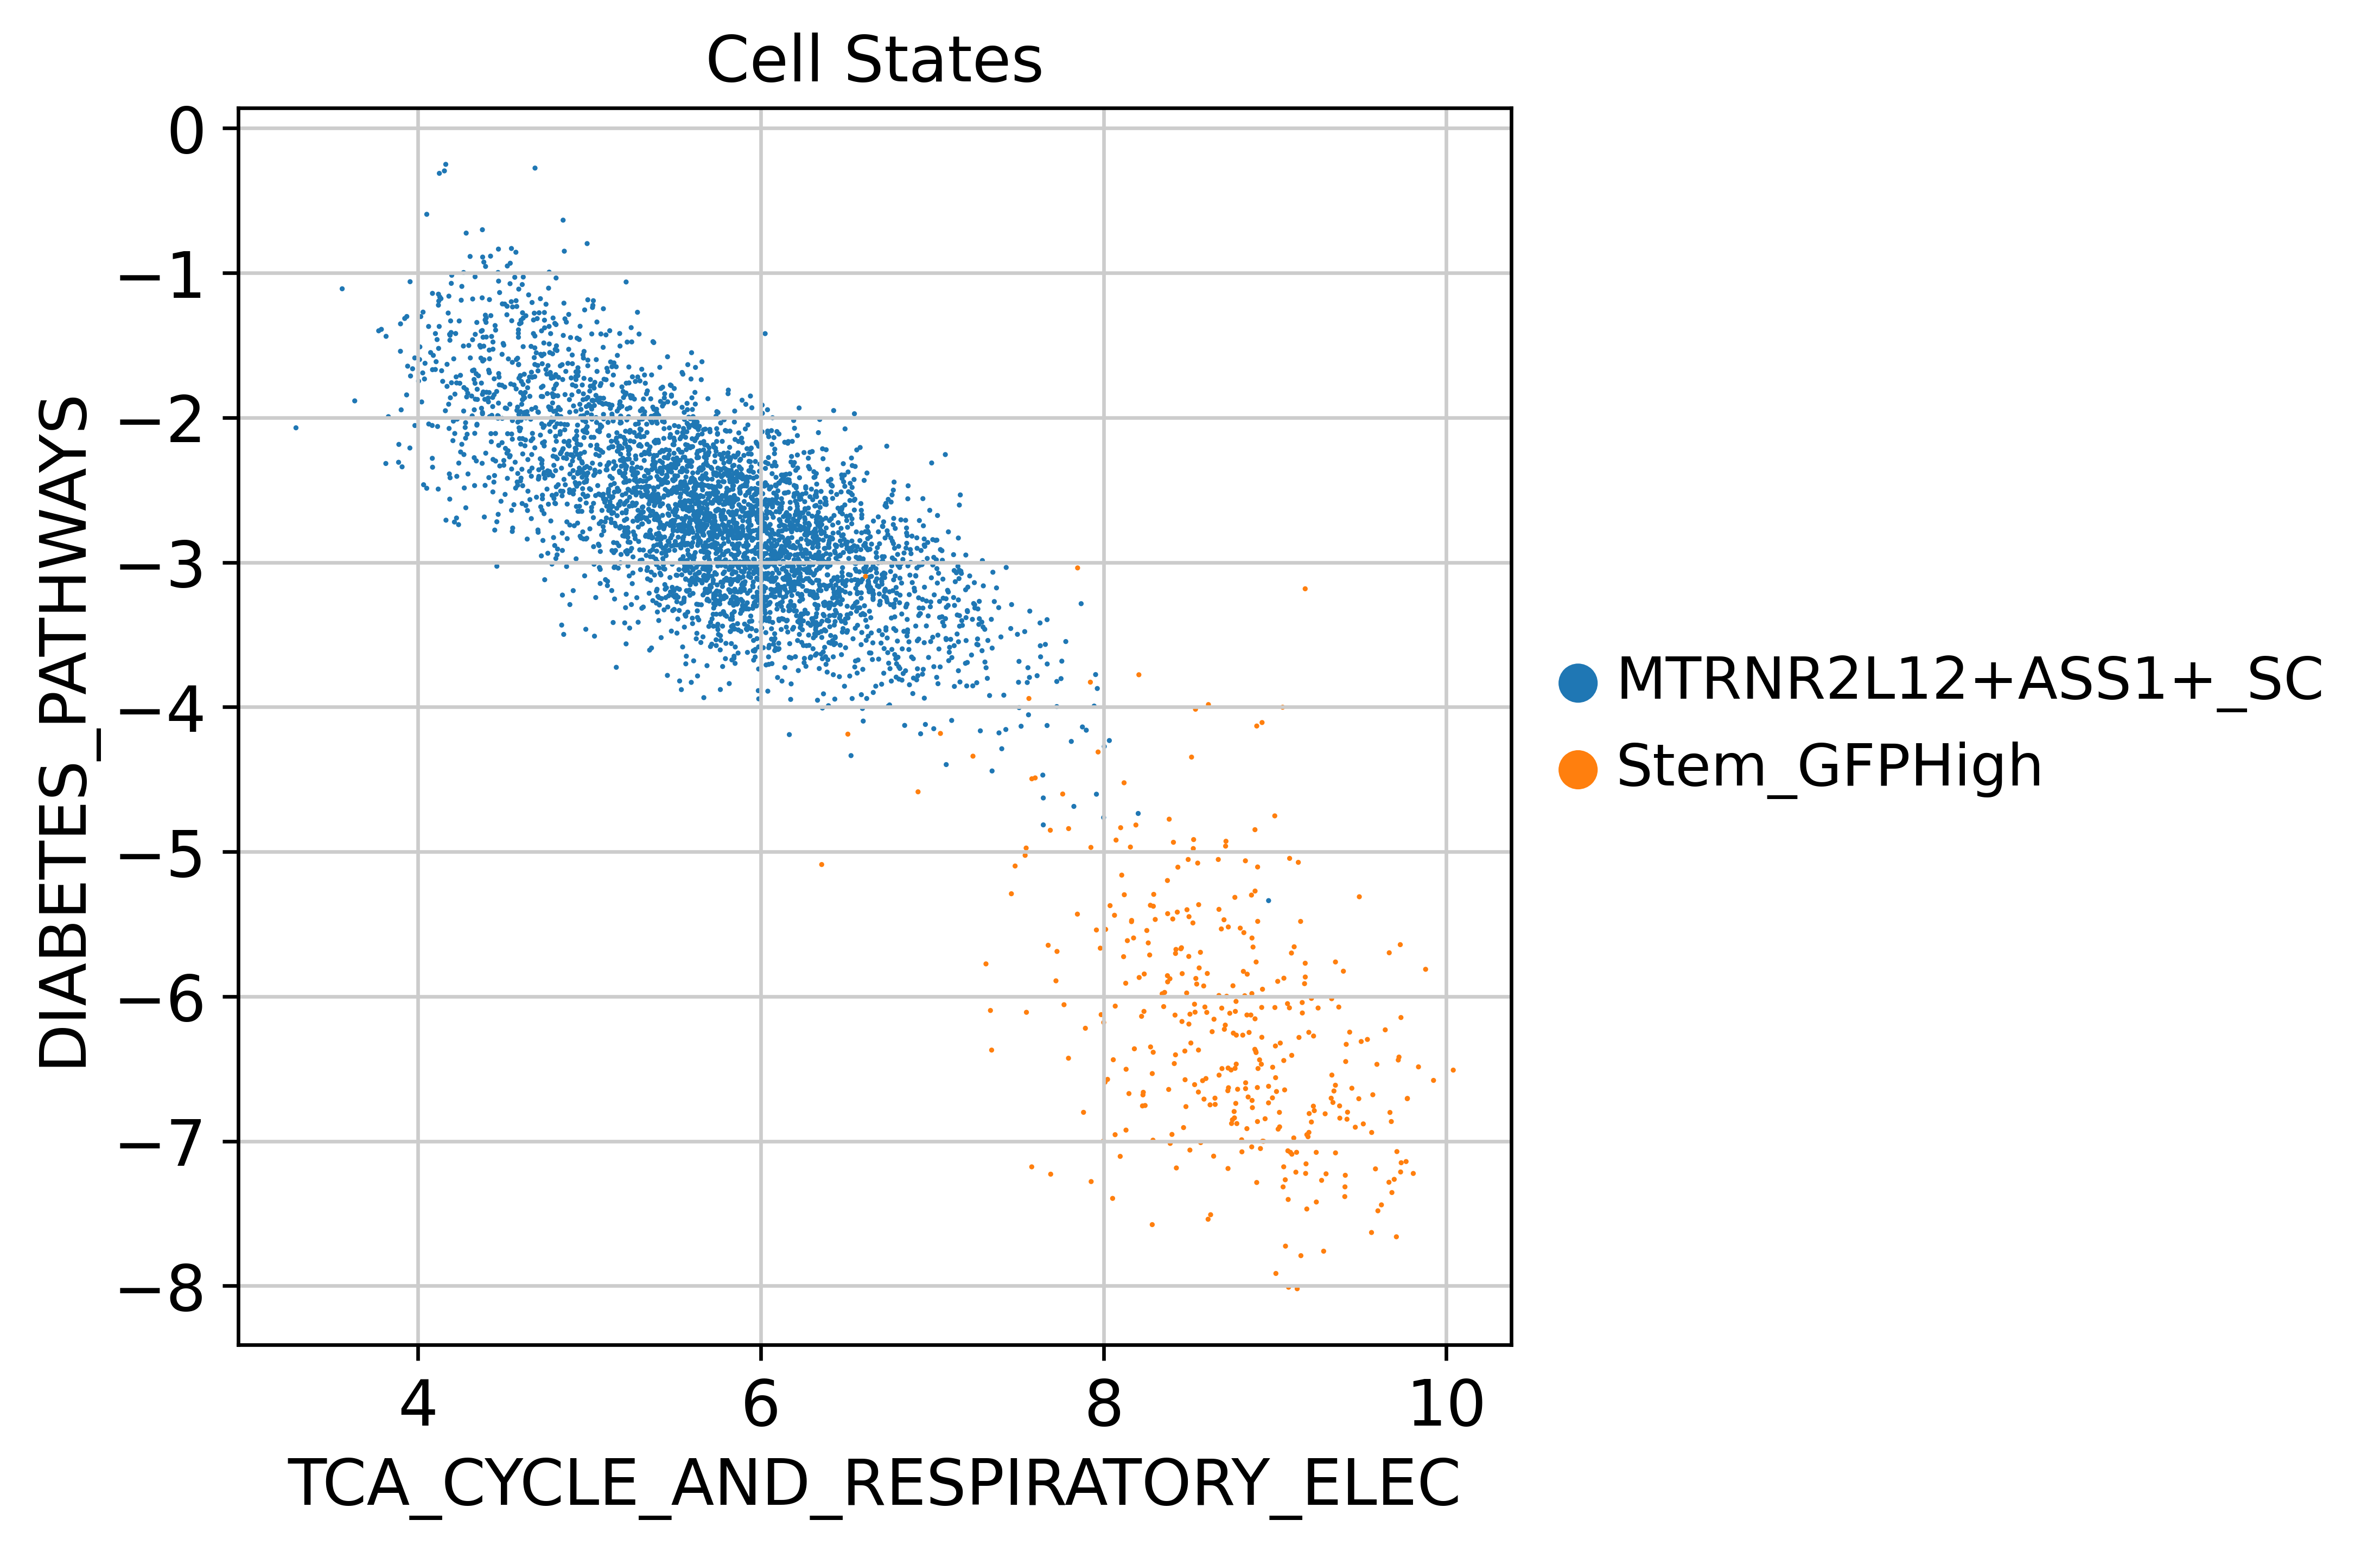 Cell States
0
−1
−2
−3
−4
−5
−6
−7
−8
DIABETES_PATHWAYS
4 6 8 10
TCA_CYCLE_AND_RESPIRATORY_ELEC
MTRNR2L12+ASS1+_SC
Stem_GFPHigh